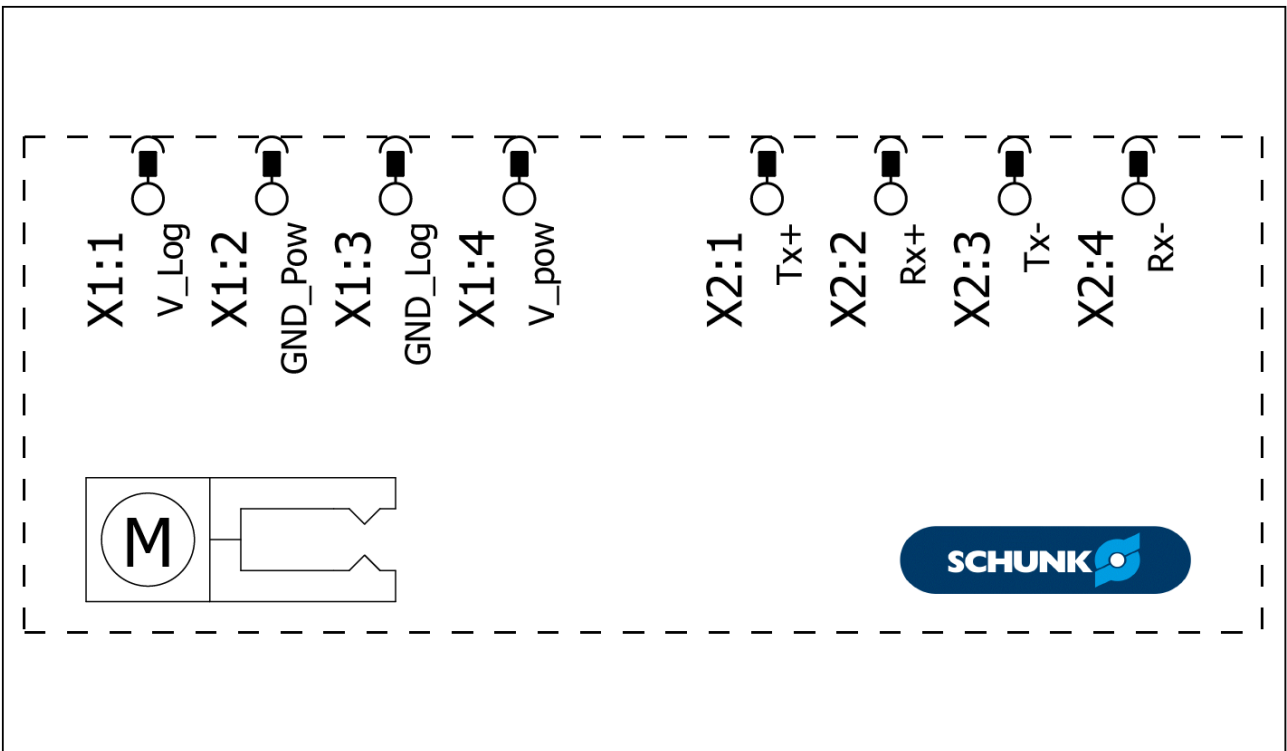 X1:1
V_Log
X1:2
GND_Pow
X1:3
GND_Log
X1:4
V_pow
X2:1
Tx+
X2:2
Rx+
X2:3
Tx-
X2:4
Rx-
M
SCHUNK